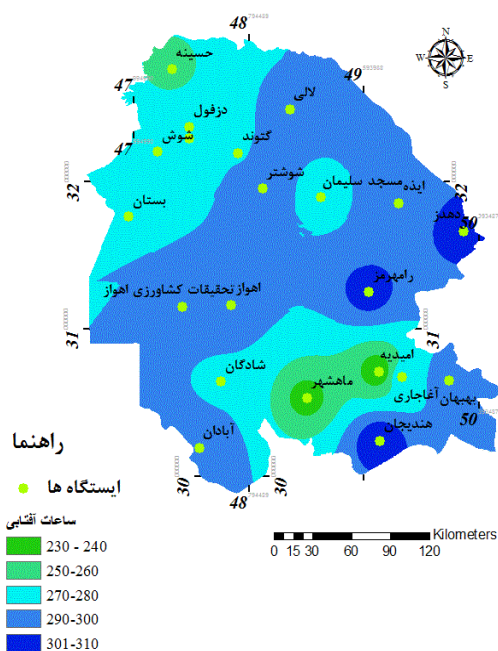 48
N
W E
S
حسینه
47
49
لالی
دزفول
شوش
گتوند
47
32
شوشتر
مسجد سلیمان
ایذه
32
بستان
دهدز
50
رامهرمز
تحقیقات کشاورزی اهواز
اهواز
31
31
امیدیه
شادگان
ماهشهر
آغاجاری
بهبهان
50
هندیجان
آبادان
30
30
48
راهنما
ایستگاه ها
ساعات آفتابی
230 - 240
250-260
270-280
290-300
301-310
Kilometers
0 15 30 60 90 120